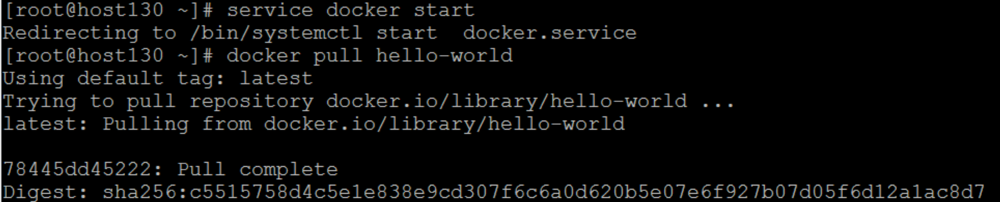 [root@host130 ~]# service docker start
Redirecting to /bin/systemctl start  docker.service
[root@host130 ~]# docker pull hello-world
Using default tag: latest
Trying to pull repository docker.io/library/hello-world ...
latest: Pulling from docker.io/library/hello-world
78445dd45222: Pull complete
Digest: sha256:c5515758d4c5e1e838e9cd307f6c6a0d620b5e07e6f927b07d05f6d12a1ac8d7